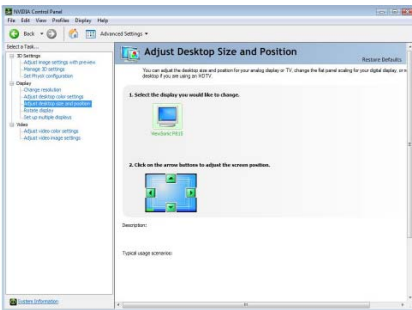 NVIDIA Control Panel
File Edit View Profiles Display Help
Back Advanced Settings
Select a Task...
3D Settings
Adjust image settings with preview
Manage 3D settings
Set PhysX configuration
Display
Change resolution
Adjust desktop color settings
Adjust desktop size and position
Rotate display
Set up multiple displays
Video
Adjust video color settings
Adjust video image settings
System Information
Adjust Desktop Size and Position
Restore Defaults
You can adjust the desktop size and position for your analog display or TV, change the flat panel scaling for your digital display, or
desktop if you are using an HDTV.
1. Select the display you would like to change.
ViewSonic
2. Click on the arrow buttons to adjust the screen position.
Description:
Typical usage scenarios: